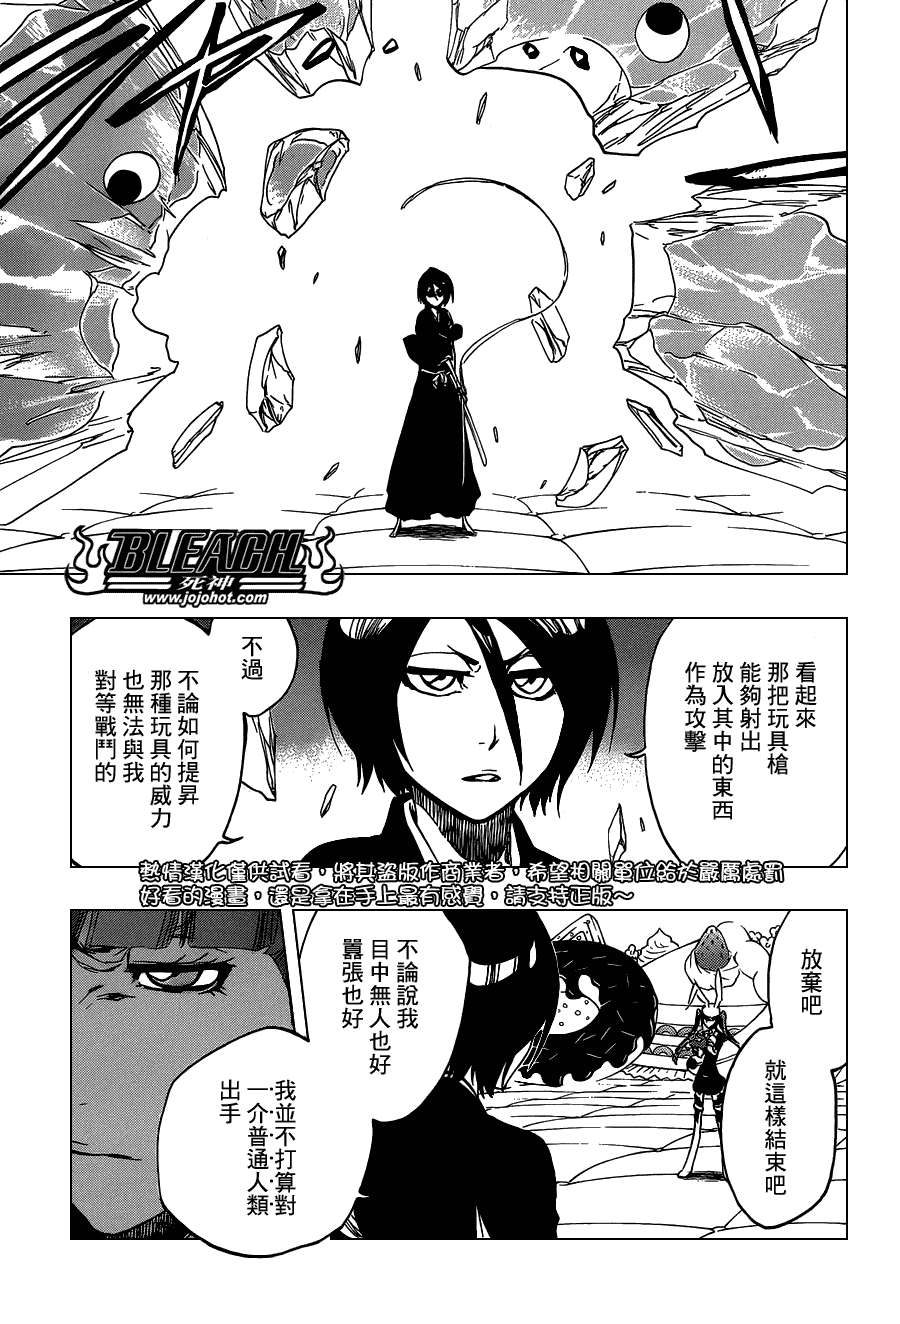 BLEACH
死神
www.jojohot.com
看起來
那把玩具槍
能夠射出
放入其中的東西
作為攻擊
不過
不論如何提昇
那種玩具的威力
也無法與我
對等戰鬥的
熱情漢化僅供試看，將其盜版作商業者，希望相關單位給於嚴厲處罰
好看的漫畫，還是拿在手上最有感覺，請支持正版～
放棄吧
就這樣結束吧
不論說我
目中無人也好
囂張也好
我並不打算對
一介普通人類
出手